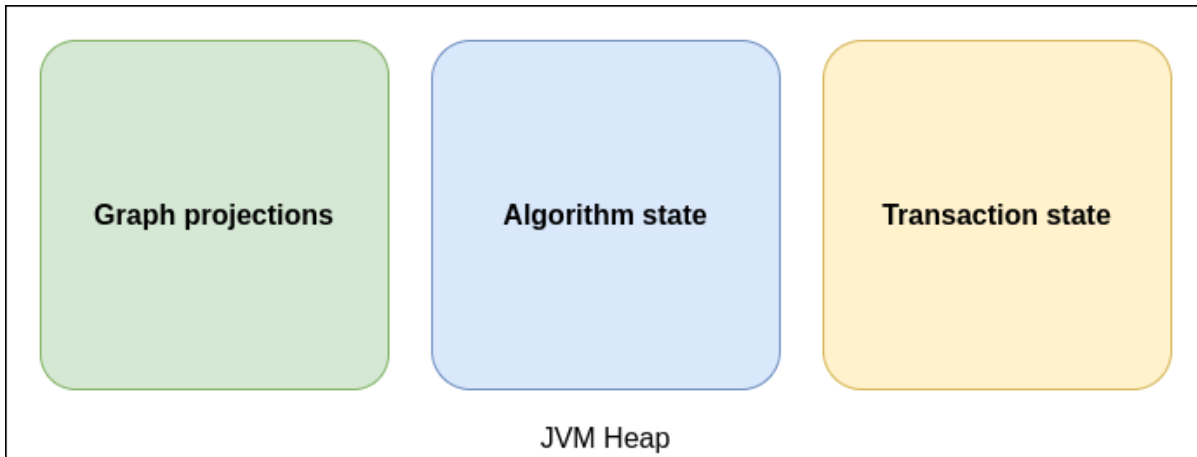 Graph projections
Algorithm state
Transaction state
JVM Heap